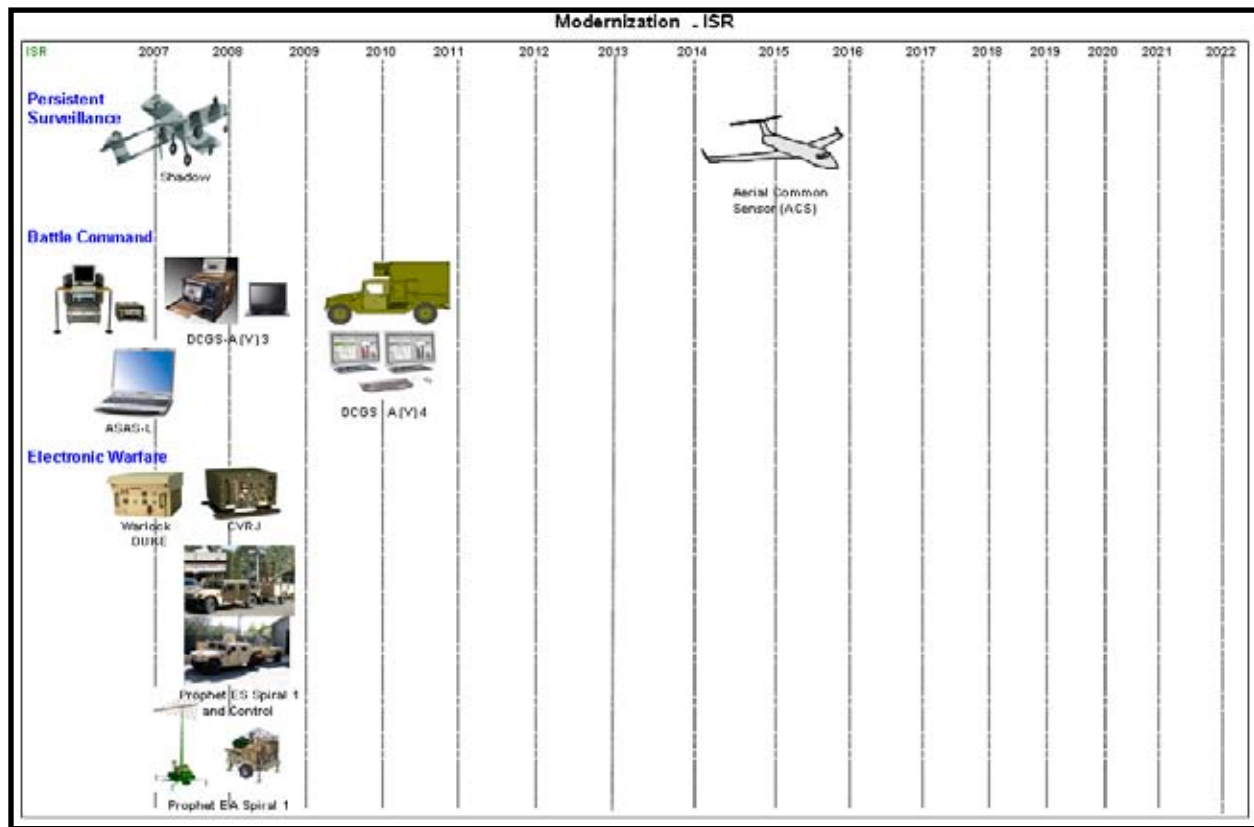 Modernization - ISR
ISR 2007 2008 2009 2010 2011 2012 2013 2014 2015 2016 2017 2018 2019 2020 2021 2022
Persistent
Surveillance
Shadow
Aerial Common
Sensor (ACS)
Battle Command
DCGS-A(V)3
ASAS-L
DCGS A(V)4
Electronic Warfare
Warlock
DUKE
CVRJ
Prophet ES Spiral 1
and Control
Prophet EA Spiral 1